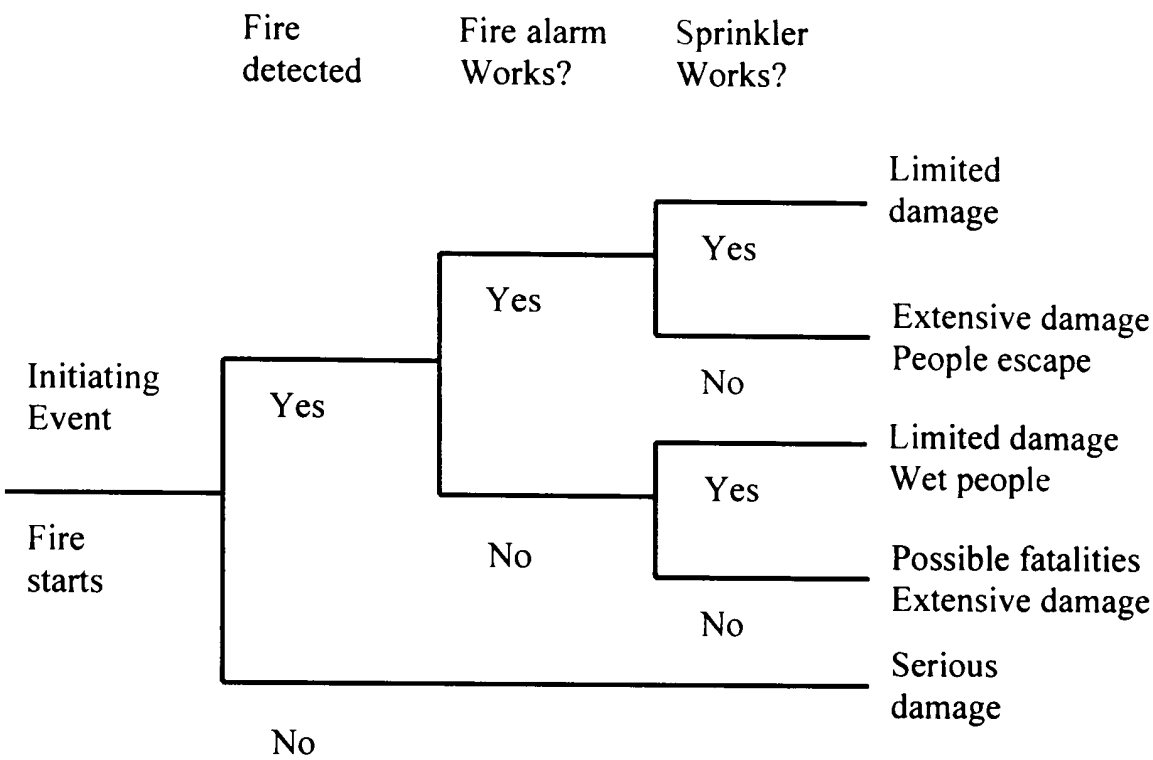 Fire
detected
Fire alarm
Works?
Sprinkler
Works?
Limited
damage
Yes
Yes
Extensive damage
People escape
Initiating
Event
Yes
No
Limited damage
Wet people
Yes
Fire
starts
No
Possible fatalities
Extensive damage
No
Serious
damage
No